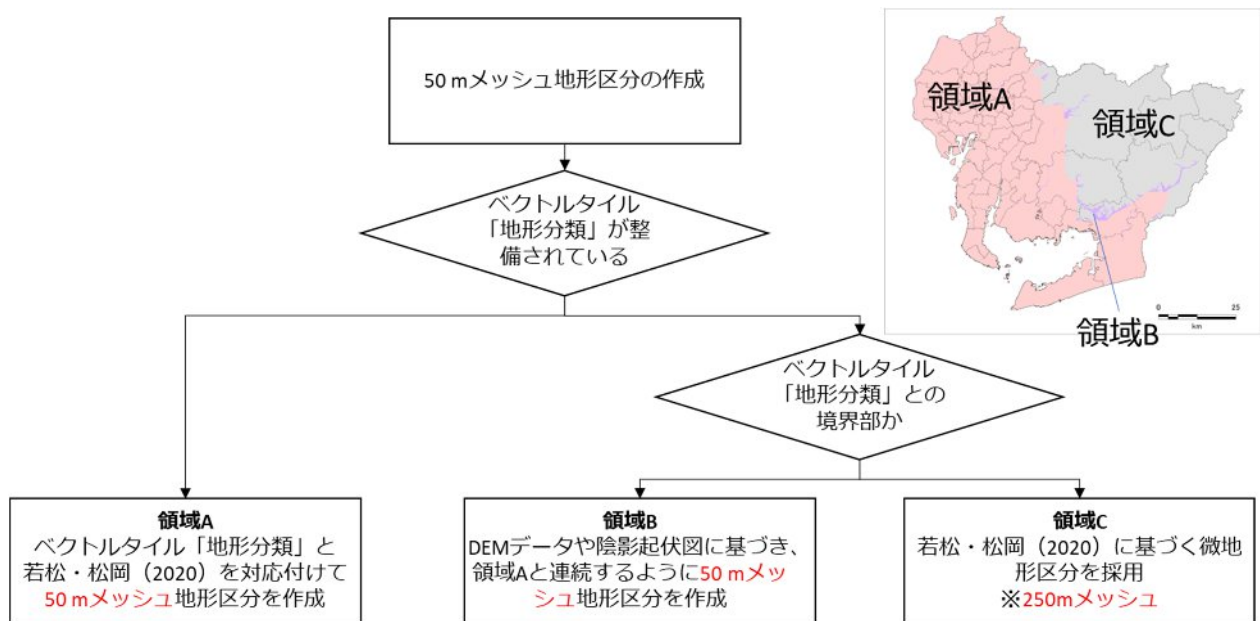 50 mメッシュ地形区分の作成
ベクトルタイル
「地形分類」が整
備されている
領域A
領域C
領域B
0
25
km
ベクトルタイル
「地形分類」との
境界部か
領域A
ベクトルタイル「地形分類」と
若松・松岡（2020）を対応付けて
50 mメッシュ地形区分を作成
領域B
DEMデータや陰影起伏図に基づき、
領域Aと連続するように50 mメッ
シュ地形区分を作成
領域C
若松・松岡（2020）に基づく微地
形区分を採用
※250mメッシュ